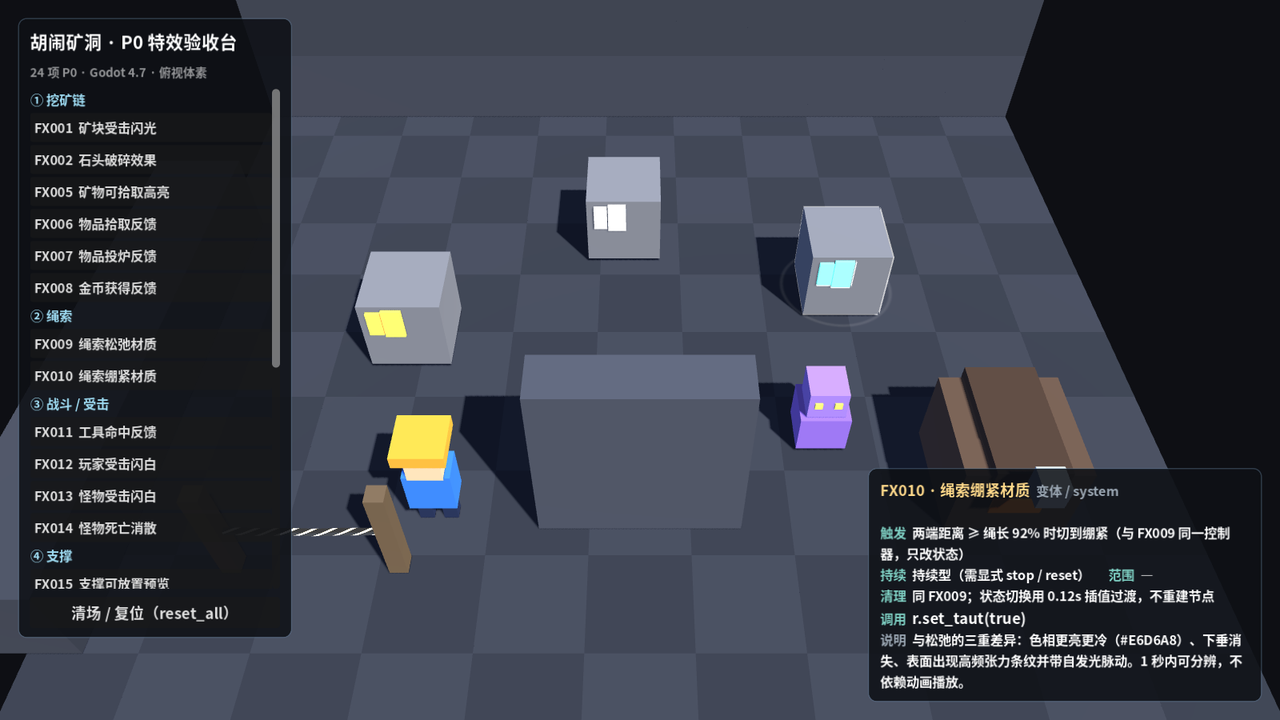 胡闹矿洞 · P0 特效验收台
24 项 P0 · Godot 4.7 · 俯视体素
① 挖矿链
FX001 矿块受击闪光
FX002 石头破碎效果
FX005 矿物可拾取高亮
FX006 物品拾取反馈
FX007 物品投炉反馈
FX008 金币获得反馈
② 绳索
FX009 绳索松弛材质
FX010 绳索绷紧材质
③ 战斗 / 受击
FX011 工具命中反馈
FX012 玩家受击闪白
FX013 怪物受击闪白
FX014 怪物死亡消散
④ 支撑
FX015 支撑可放置预览
清场 / 复位（reset_all）
FX010 · 绳索绷紧材质 变体 / system
触发 两端距离 ≥ 绳长 92% 时切到绷紧（与 FX009 同一控制
器，只改状态）
持续 持续型（需显式 stop / reset） 范围 —
清理 同 FX009；状态切换用 0.12s 插值过渡，不重建节点
调用 r.set_taut(true)
说明 与松弛的三重差异：色相更亮更冷（#E6D6A8）、下垂消
失、表面出现高频张力条纹并带自发光脉动。1 秒内可分辨，不
依赖动画播放。